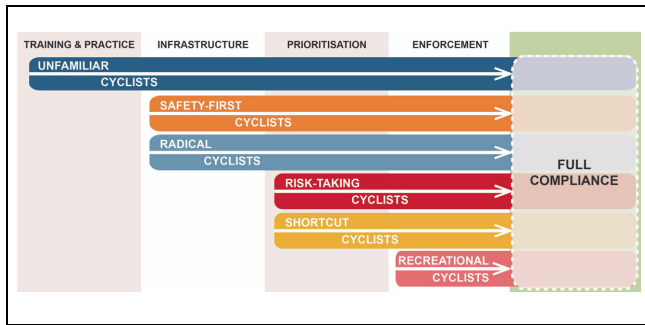 TRAINING & PRACTICE
INFRASTRUCTURE
PRIORITISATION
ENFORCEMENT
UNFAMILIAR
CYCLISTS
SAFETY-FIRST
CYCLISTS
RADICAL
CYCLISTS
RISK-TAKING
CYCLISTS
SHORTCUT
CYCLISTS
RECREATIONAL
CYCLISTS
FULL
COMPLIANCE